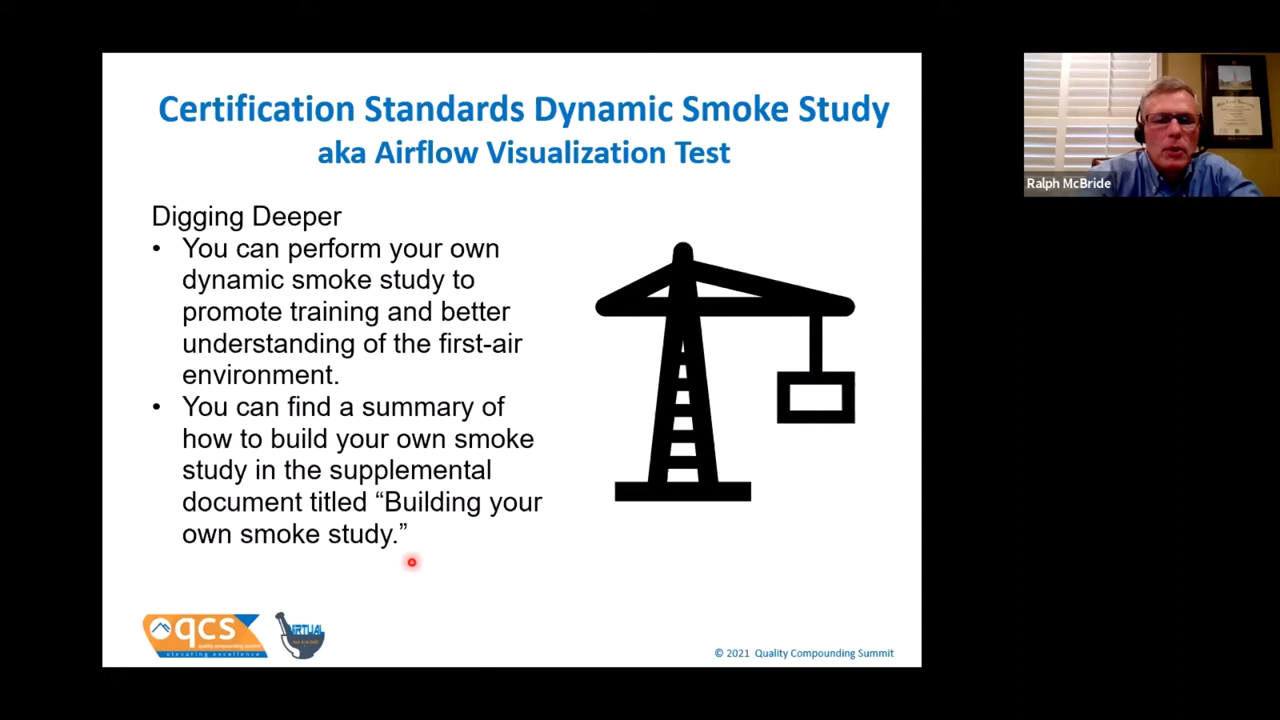 Certification Standards Dynamic Smoke Study
aka Airflow Visualization Test
Digging Deeper
• You can perform your own
dynamic smoke study to
promote training and better
understanding of the first-air
environment.
• You can find a summary of
how to build your own smoke
study in the supplemental
document titled “Building your
own smoke study.”
qcs
quality compounding summit
elevating excellence
VIRTUAL
© 2021 Quality Compounding Summit
Ralph McBride